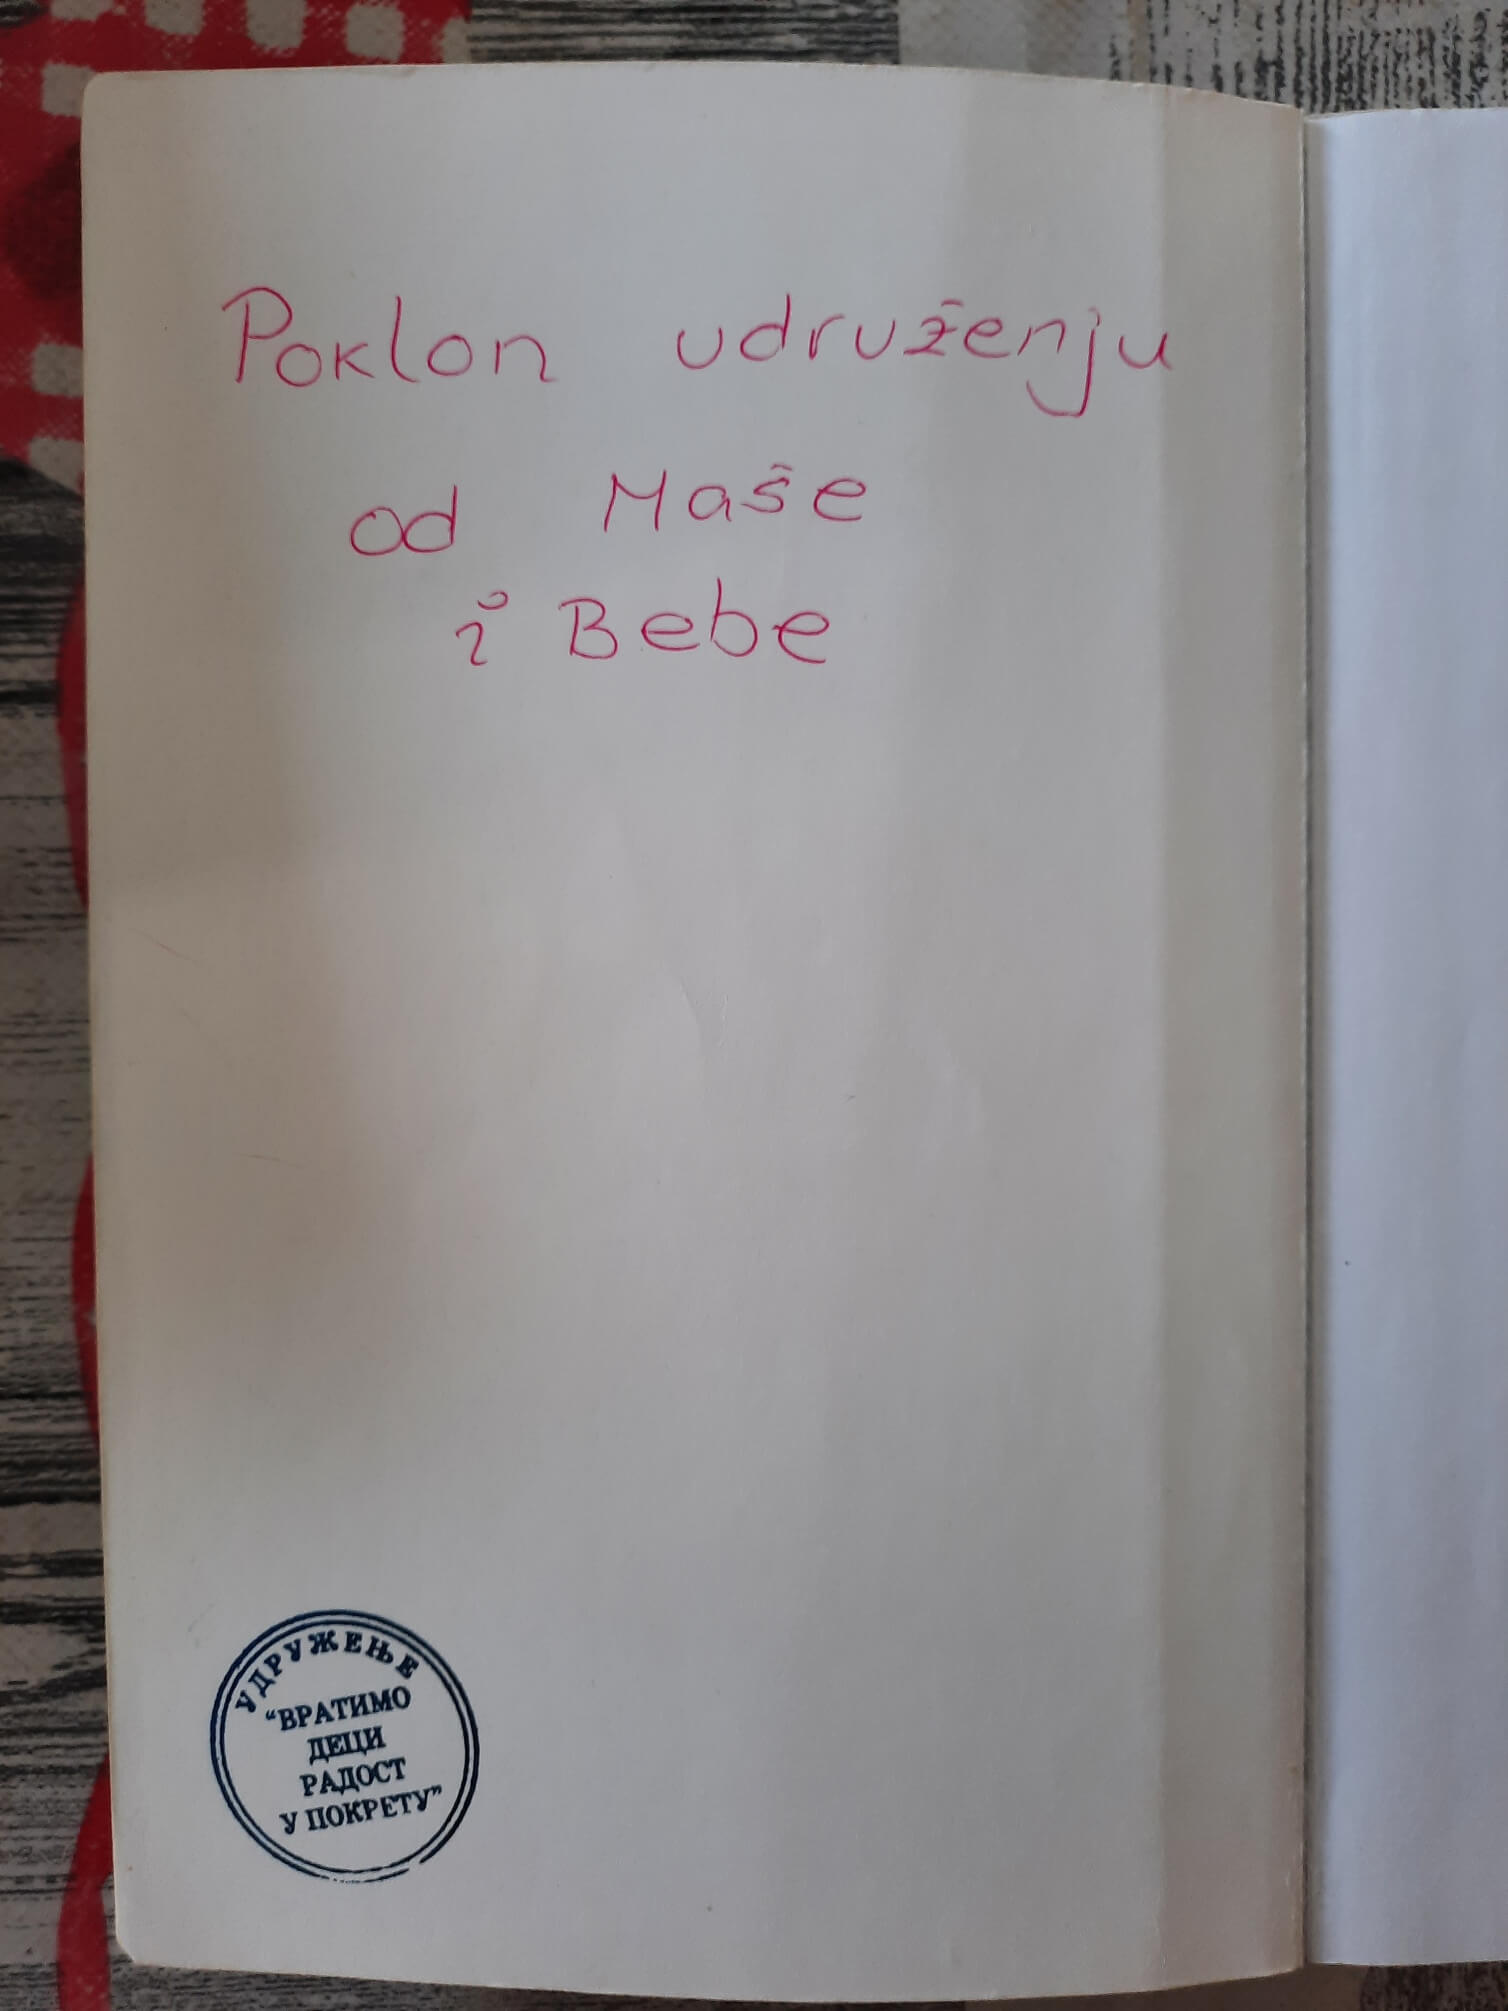 Poklon udruženju
od Maše
i Bebe
УДРУЖЕЊЕ
“ВРАТИМО
ДЕЦИ
РАДОСТ
У ПОКРЕТУ”